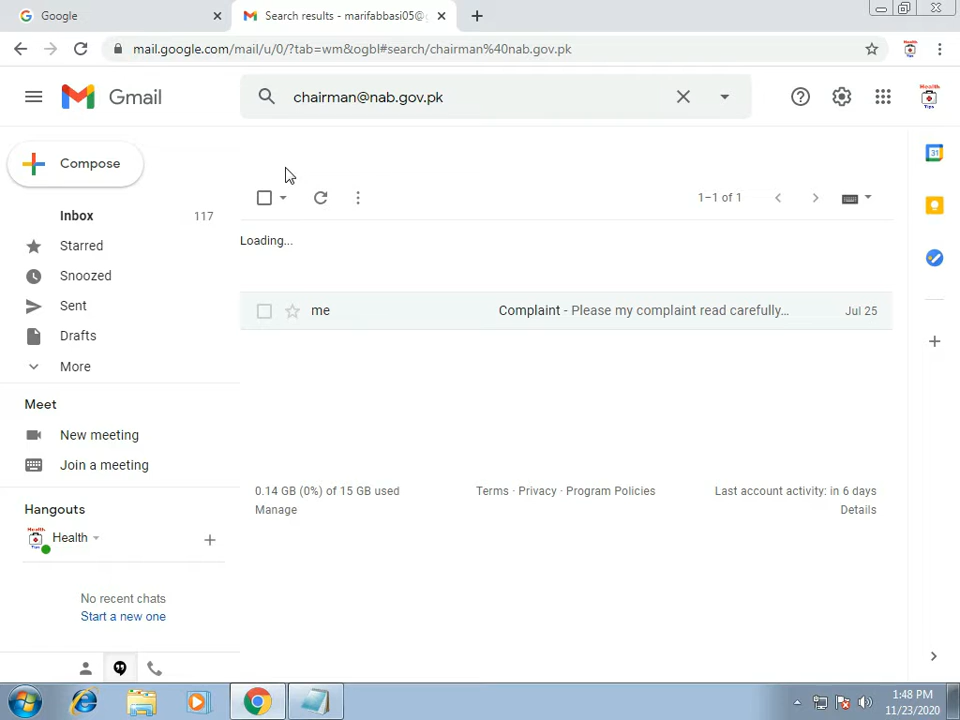 Google
Search results - marifabbasi05@
mail.google.com/mail/u/0/?tab=wm&ogbl#search/chairman%40nab.gov.pk
Gmail
chairman@nab.gov.pk
Compose
1–1 of 1
Inbox 117
Loading...
Starred
Snoozed
Sent
me Complaint - Please my complaint read carefully... Jul 25
Drafts
More
Meet
New meeting
Join a meeting
0.14 GB (0%) of 15 GB used
Manage
Terms · Privacy · Program Policies
Last account activity: in 6 days
Details
Hangouts
Health
No recent chats
Start a new one
1:48 PM
11/23/2020